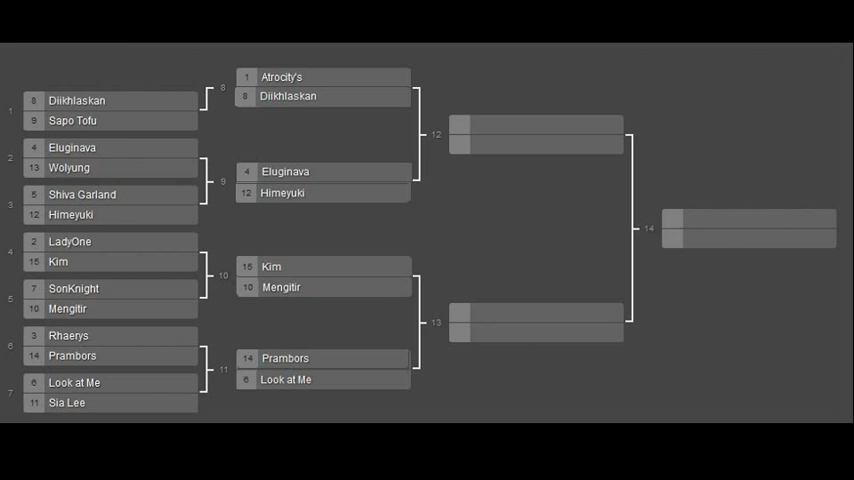 1
8 Diikhlaskan
9 Sapo Tofu
2
4 Eluginava
13 Wolyung
3
5 Shiva Garland
12 Himeyuki
4
2 LadyOne
15 Kim
5
7 SonKnight
10 Mengitir
6
3 Rhaerys
14 Prambors
7
6 Look at Me
11 Sia Lee
8
1 Atrocity's
8 Diikhlaskan
9
4 Eluginava
12 Himeyuki
10
15 Kim
10 Mengitir
11
14 Prambors
6 Look at Me
12
13
14